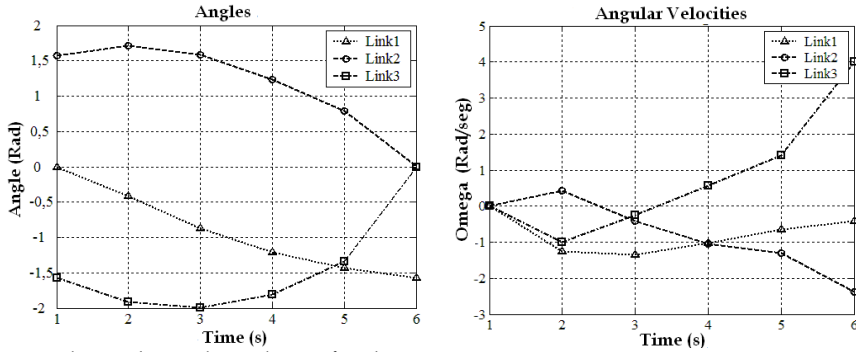 Angles
Link1
Link2
Link3
2
1,5
1
0,5
0
-0,5
-1
-1,5
-2
Angle (Rad)
1 2 3 4 5 6
Time (s)
Angular Velocities
Link1
Link2
Link3
5
4
3
2
1
0
-1
-2
-3
Omega (Rad/seg)
1 2 3 4 5 6
Time (s)